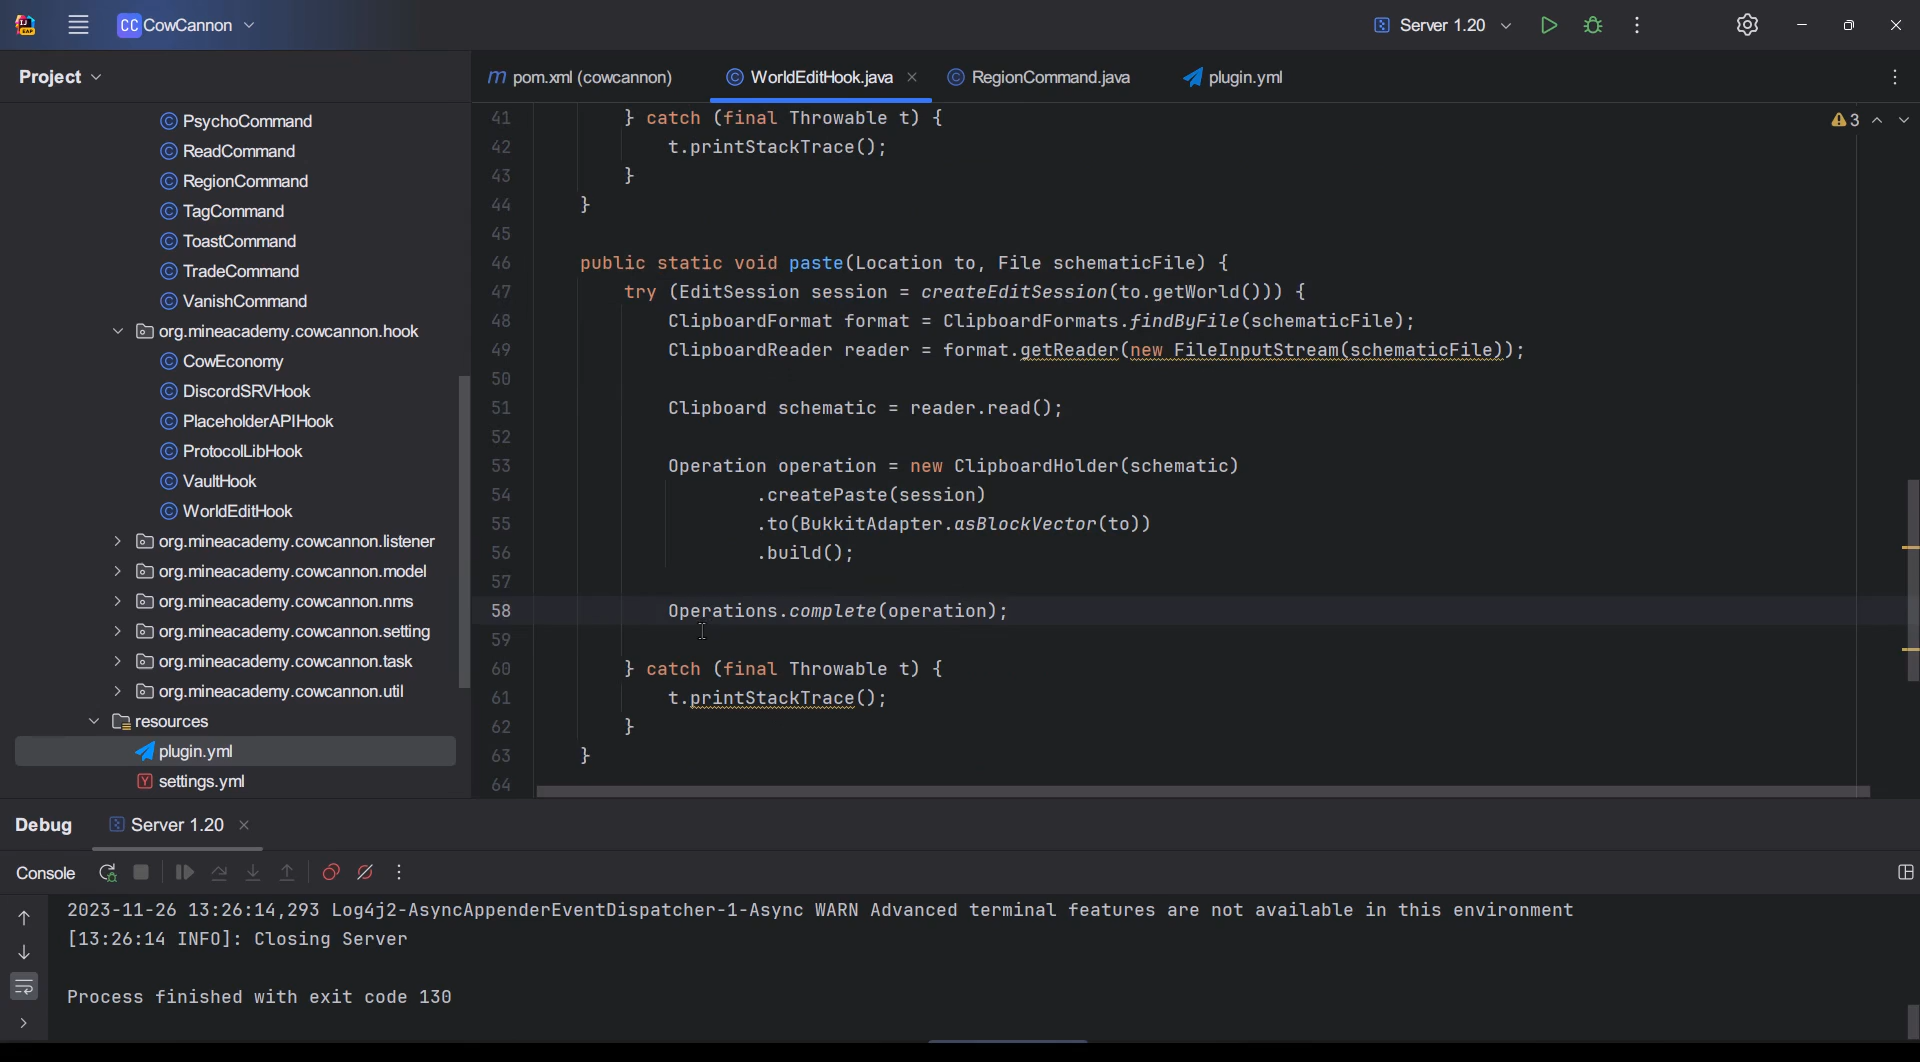 CC CowCannon
Server 1.20
Project
pom.xml (cowcannon)
WorldEditHook.java
RegionCommand.java
plugin.yml
PsychoCommand
ReadCommand
RegionCommand
TagCommand
ToastCommand
TradeCommand
VanishCommand
org.mineacademy.cowcannon.hook
CowEconomy
DiscordSRVHook
PlaceholderAPIHook
ProtocolLibHook
VaultHook
WorldEditHook
org.mineacademy.cowcannon.listener
org.mineacademy.cowcannon.model
org.mineacademy.cowcannon.nms
org.mineacademy.cowcannon.setting
org.mineacademy.cowcannon.task
org.mineacademy.cowcannon.util
resources
plugin.yml
settings.yml
3
41 } catch (final Throwable t) {
42 t.printStackTrace();
43 }
44 }
45
46 public static void paste(Location to, File schematicFile) {
47 try (EditSession session = createEditSession(to.getWorld())) {
48 ClipboardFormat format = ClipboardFormats.findByFile(schematicFile);
49 ClipboardReader reader = format.getReader(new FileInputStream(schematicFile));
50
51 Clipboard schematic = reader.read();
52
53 Operation operation = new ClipboardHolder(schematic)
54 .createPaste(session)
55 .to(BukkitAdapter.asBlockVector(to))
56 .build();
57
58 Operations.complete(operation);
59
60 } catch (final Throwable t) {
61 t.printStackTrace();
62 }
63 }
64
Debug
Server 1.20
Console
2023-11-26 13:26:14,293 Log4j2-AsyncAppenderEventDispatcher-1-Async WARN Advanced terminal features are not available in this environment
[13:26:14 INFO]: Closing Server
Process finished with exit code 130